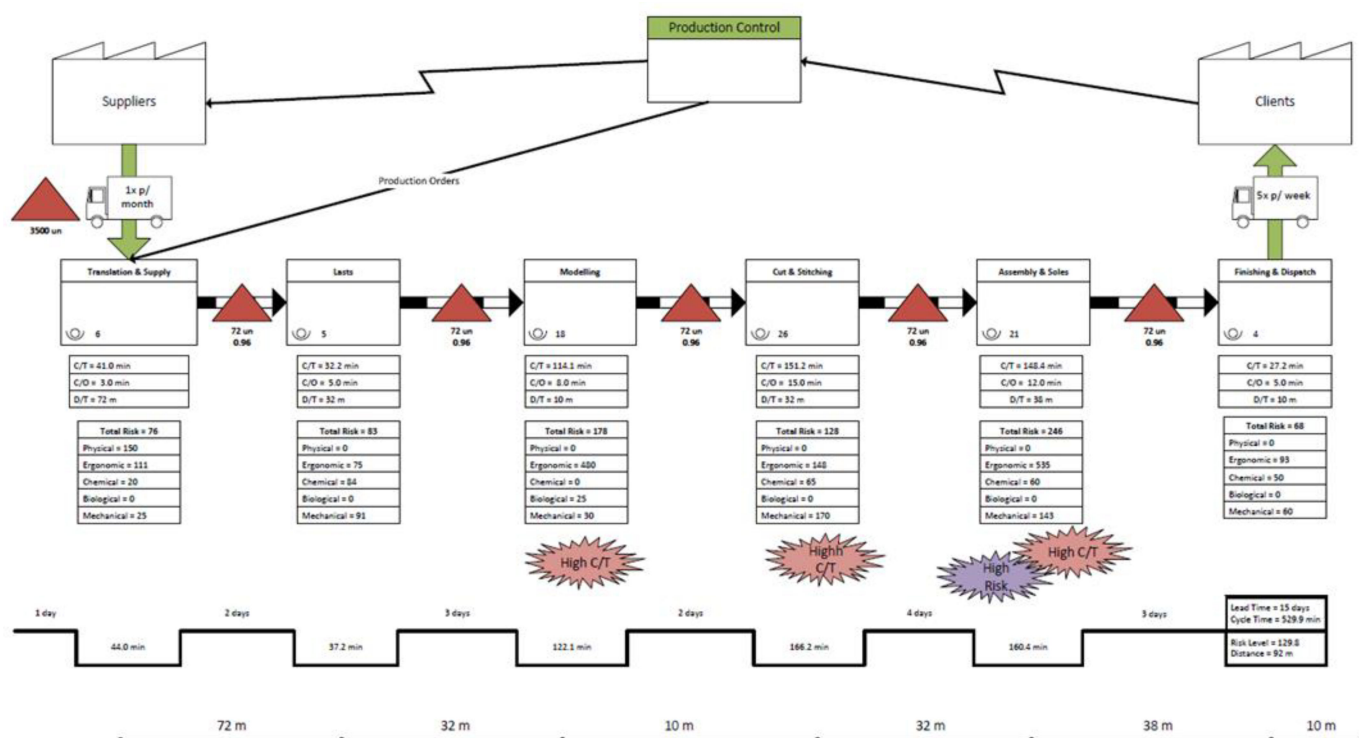 Production Control
Suppliers
Clients
1x p/
month
5x p/ week
3500 un
Production Orders
Translation & Supply
6
C/T = 41.0 min
C/O = 3.0 min
D/T = 72 m
Total Risk = 76
Physical = 150
Ergonomic = 111
Chemical = 20
Biological = 0
Mechanical = 25
72 un
0.96
Lasts
5
C/T = 32.2 min
C/O = 5.0 min
D/T = 32 m
Total Risk = 83
Physical = 0
Ergonomic = 75
Chemical = 84
Biological = 0
Mechanical = 91
72 un
0.96
Modelling
18
C/T = 114.1 min
C/O = 8.0 min
D/T = 10 m
Total Risk = 178
Physical = 0
Ergonomic = 480
Chemical = 0
Biological = 25
Mechanical = 30
High C/T
72 un
0.96
Cut & Stitching
26
C/T = 151.2 min
C/O = 15.0 min
D/T = 32 m
Total Risk = 128
Physical = 0
Ergonomic = 148
Chemical = 65
Biological = 0
Mechanical = 170
Highh
C/T
72 un
0.96
Assembly & Soles
21
C/T = 148.4 min
C/O = 12.0 min
D/T = 38 m
Total Risk = 246
Physical = 0
Ergonomic = 535
Chemical = 60
Biological = 0
Mechanical = 143
High
Risk
High C/T
72 un
0.96
Finishing & Dispatch
4
C/T = 27.2 min
C/O = 5.0 min
D/T = 10 m
Total Risk = 68
Physical = 0
Ergonomic = 93
Chemical = 50
Biological = 0
Mechanical = 60
1 day
2 days
3 days
2 days
4 days
3 days
44.0 min
37.2 min
122.1 min
166.2 min
160.4 min
Lead Time = 15 days
Cycle Time = 529.9 min
Risk Level = 129.8
Distance = 92 m
72 m
32 m
10 m
32 m
38 m
10 m